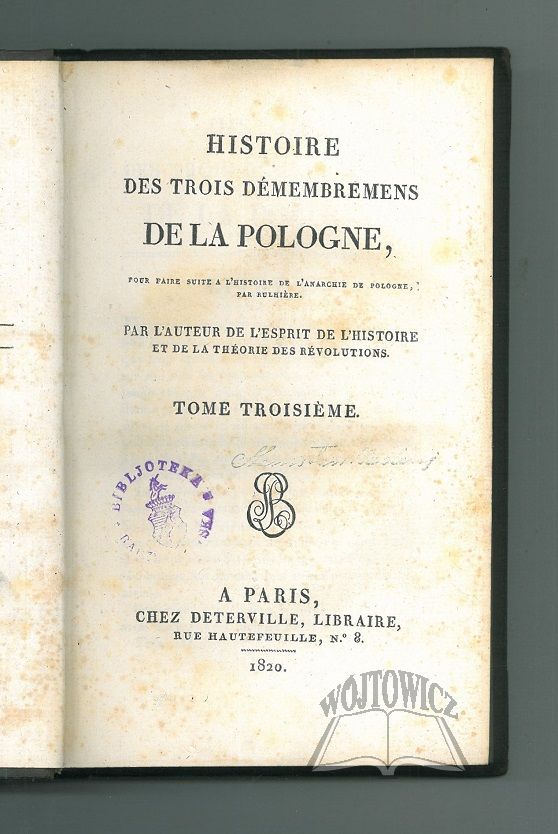 HISTOIRE
DES TROIS DÉMEMBREMENS
DE LA POLOGNE,
POUR FAIRE SUITE A L'HISTOIRE DE L'ANARCHIE DE POLOGNE,
PAR RULHIÈRE.
PAR L'AUTEUR DE L'ESPRIT DE L'HISTOIRE
ET DE LA THÉORIE DES RÉVOLUTIONS.
TOME TROISIÈME.
BIBLJOTEKA
A PARIS,
CHEZ DETERVILLE, LIBRAIRE,
RUE HAUTEFEUILLE, N.º 8.
1820.
WÓJTOWICZ